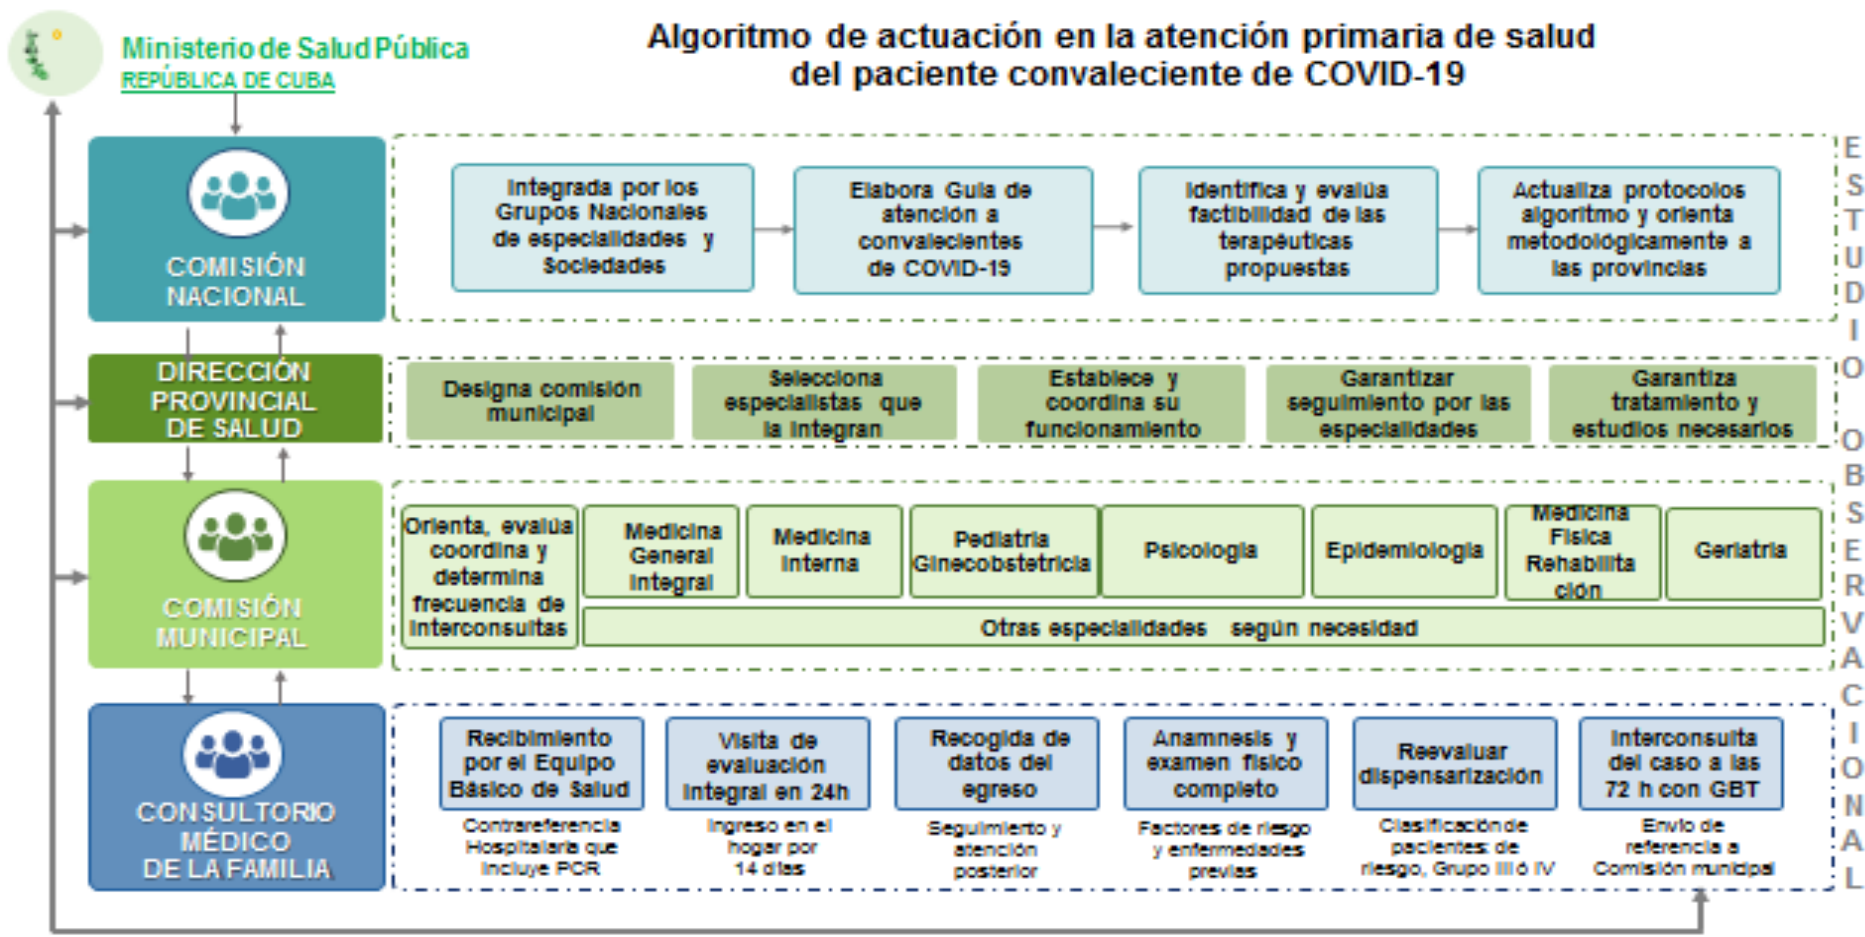 Ministerio de Salud Pública
REPÚBLICA DE CUBA
Algoritmo de actuación en la atención primaria de salud
del paciente convaleciente de COVID-19
COMISIÓN
NACIONAL
Integrada por los
Grupos Nacionales
de especialidades y
Sociedades
Elabora Guía de
atención a
convalecientes
de COVID-19
Identifica y evalúa
factibilidad de las
terapéuticas
propuestas
Actualiza protocolos
algoritmo y orienta
metodológicamente a
las provincias
DIRECCIÓN
PROVINCIAL
DE SALUD
Designa comisión
municipal
Selecciona
especialistas que
la integran
Establece y
coordina su
funcionamiento
Garantizar
seguimiento por las
especialidades
Garantiza
tratamiento y
estudios necesarios
COMISIÓN
MUNICIPAL
Orienta, evalúa
coordina y
determina
frecuencia de
interconsultas
Medicina
General
Integral
Medicina
Interna
Pediatría
Ginecobstetricia
Psicología
Epidemiología
Medicina
Física
Rehabilita
ción
Geriatría
Otras especialidades según necesidad
CONSULTORIO
MÉDICO
DE LA FAMILIA
Recibimiento
por el Equipo
Básico de Salud
Contrareferencia
Hospitalaria que
incluye PCR
Visita de
evaluación
integral en 24h
Ingreso en el
hogar por
14 días
Recogida de
datos del
egreso
Seguimiento y
atención
posterior
Anamnesis y
examen físico
completo
Factores de riesgo
y enfermedades
previas
Reevaluar
dispensarización
Clasificación de
pacientes: de
riesgo, Grupo III ó IV
Interconsulta
del caso a las
72 h con GBT
Envío de
referencia a
Comisión municipal
ESTUDIO OBSERVACIONAL